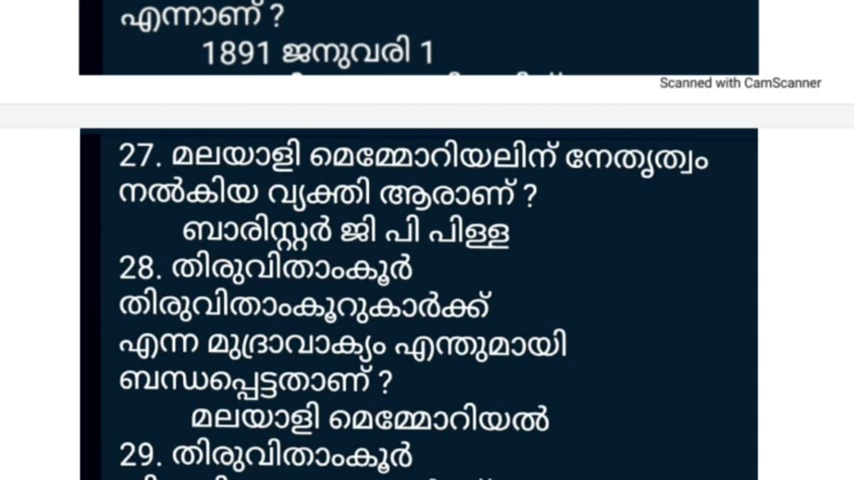 എന്നാണ് ?
1891 ജനുവരി 1
Scanned with CamScanner
27. മലയാളി മെമ്മോറിയലിന് നേതൃത്വം
നൽകിയ വ്യക്തി ആരാണ് ?
ബാരിസ്റ്റർ ജി പി പിള്ള
28. തിരുവിതാംകൂർ
തിരുവിതാംകൂറുകാർക്ക്
എന്ന മുദ്രാവാക്യം എന്തുമായി
ബന്ധപ്പെട്ടതാണ് ?
മലയാളി മെമ്മോറിയൽ
29. തിരുവിതാംകൂർ